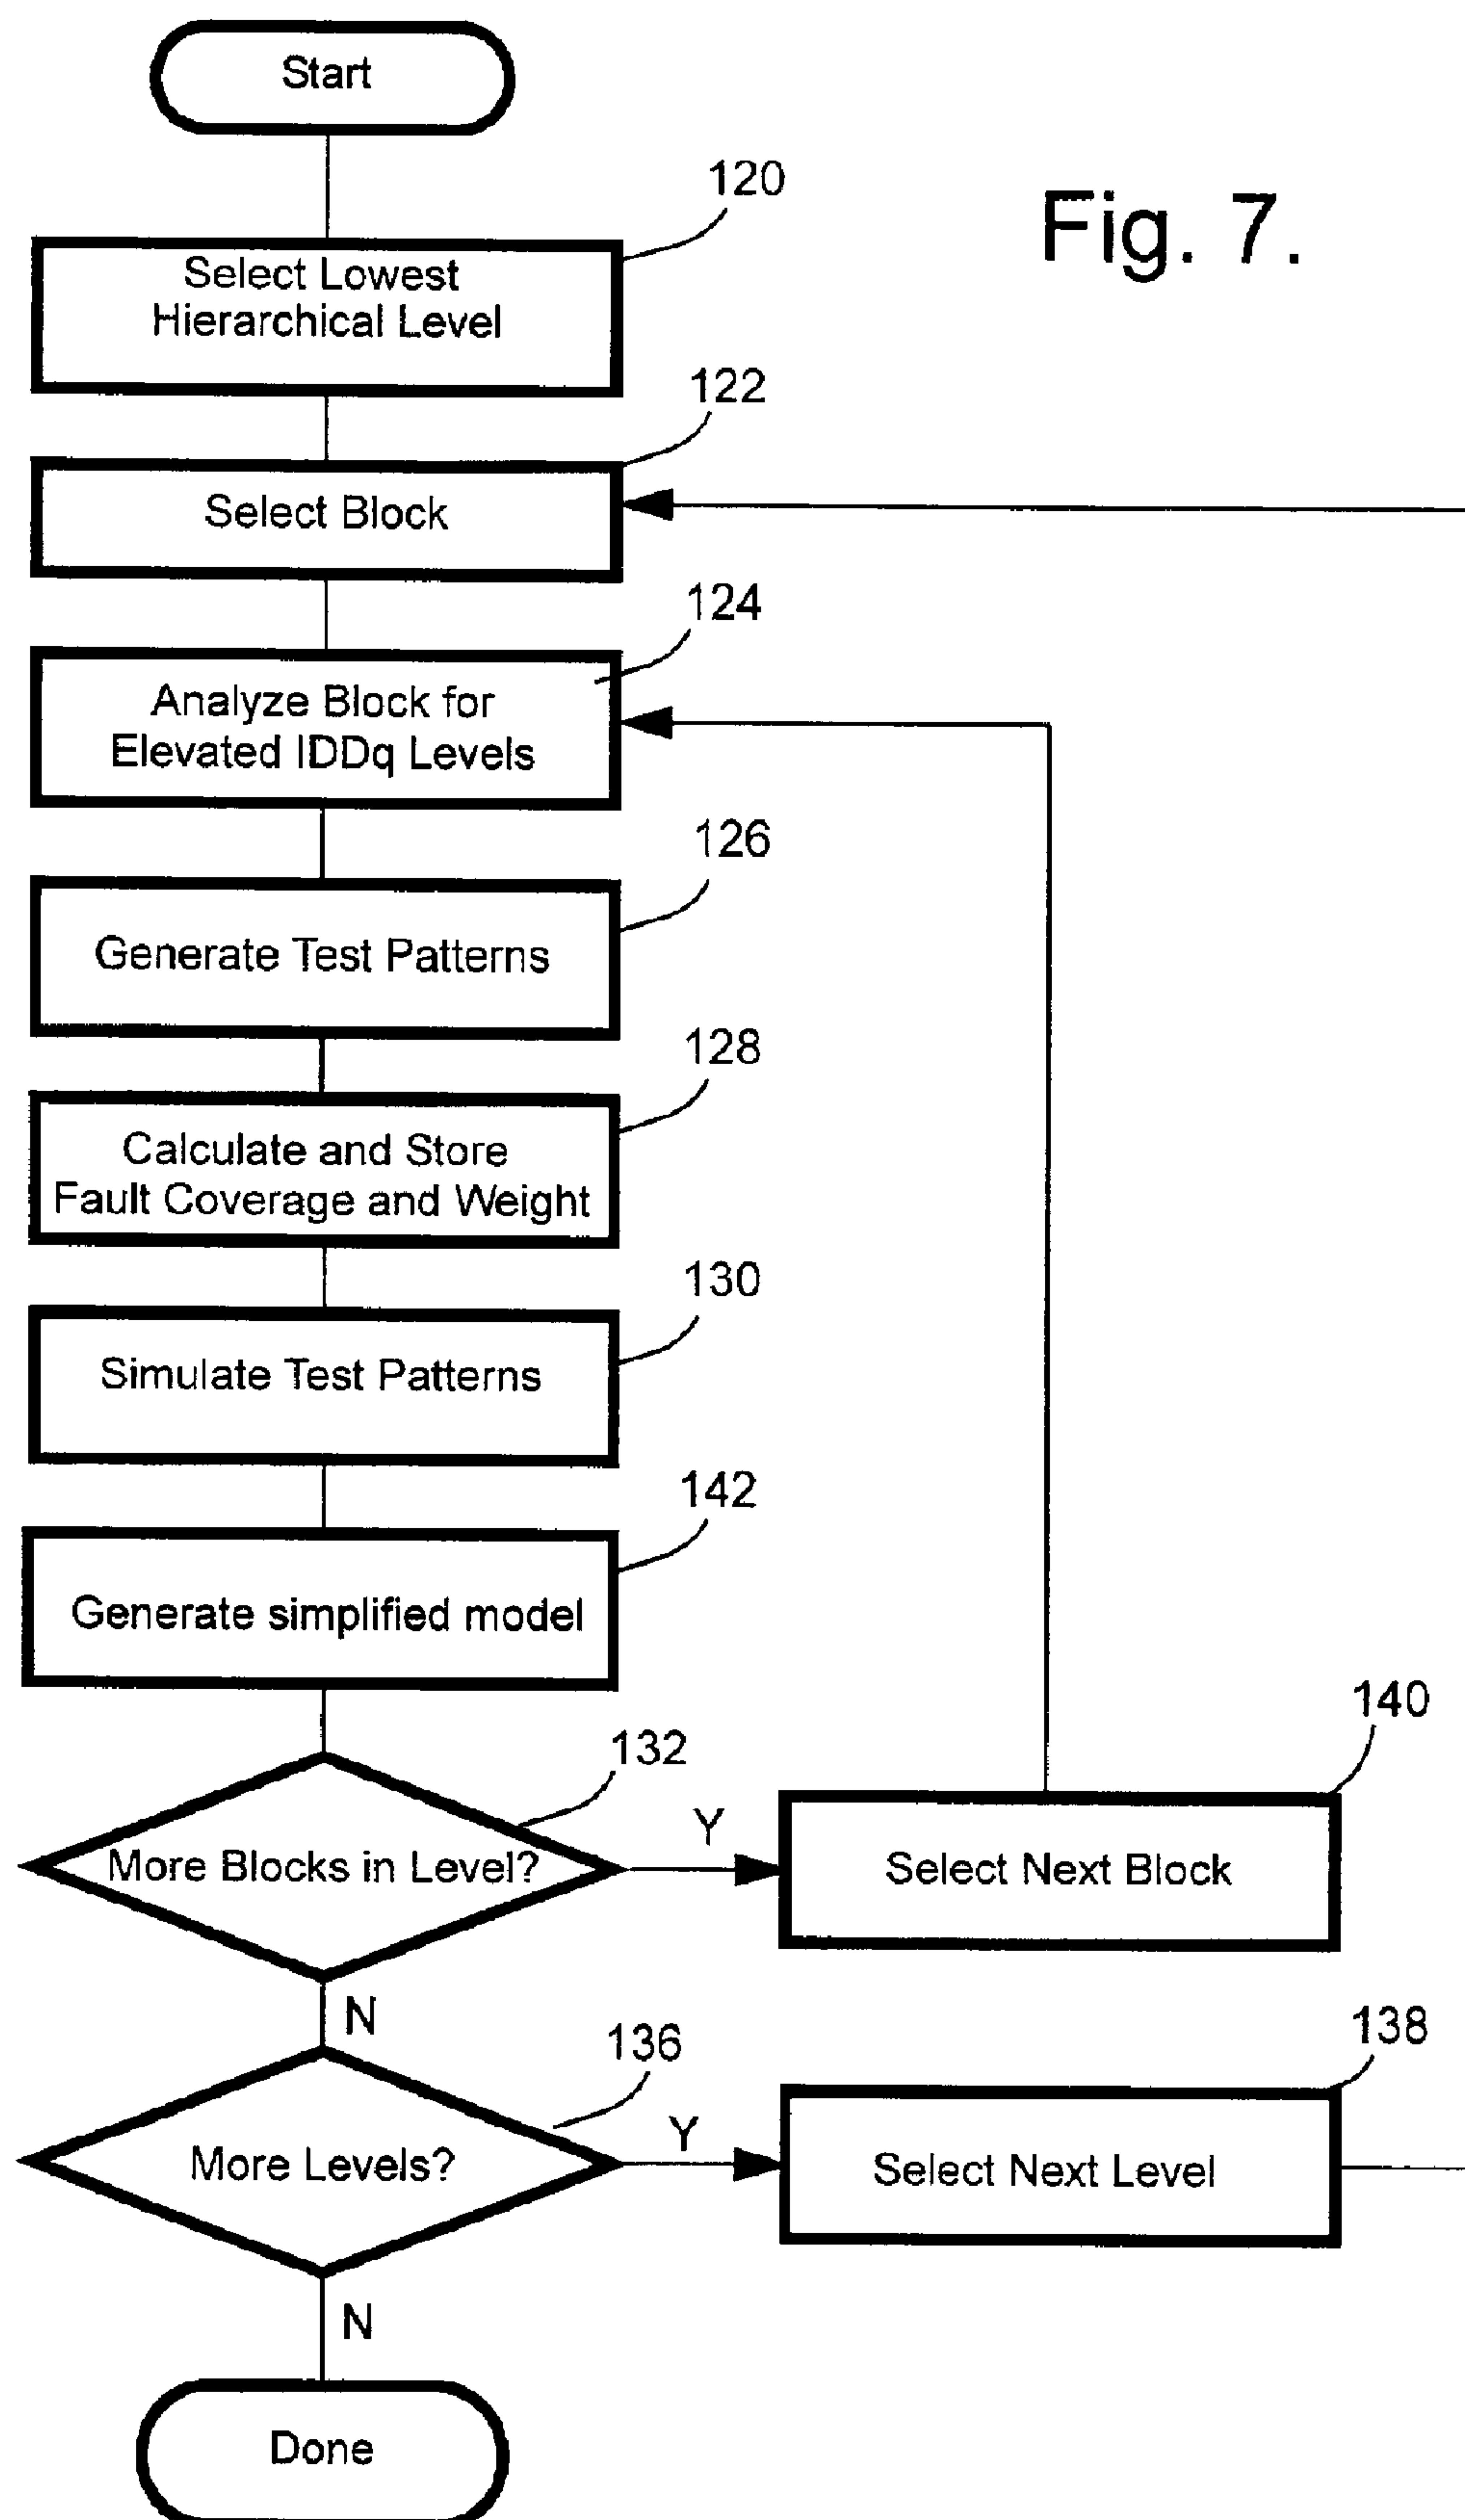 Start
120
Fig. 7.
Select Lowest
Hierarchical Level
122
Select Block
124
Analyze Block for
Elevated IDDq Levels
126
Generate Test Patterns
128
Calculate and Store
Fault Coverage and Weight
130
Simulate Test Patterns
142
Generate simplified model
140
132
Y
More Blocks in Level?
Select Next Block
N
138
136
Y
More Levels?
Select Next Level
N
Done